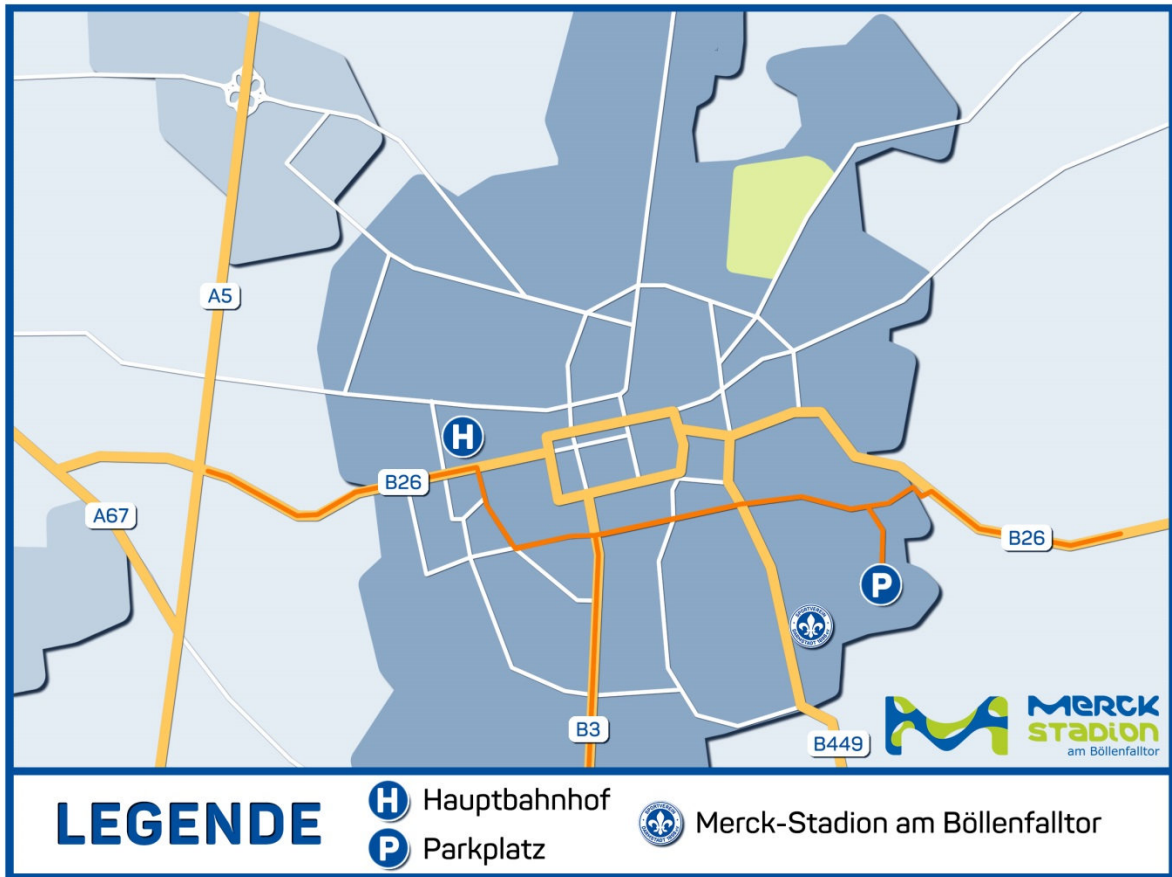 A5
B26
A67
B26
B3
B449
MERCK
STADION
am Böllenfalltor
LEGENDE
H Hauptbahnhof
P Parkplatz
Merck-Stadion am Böllenfalltor
H
P